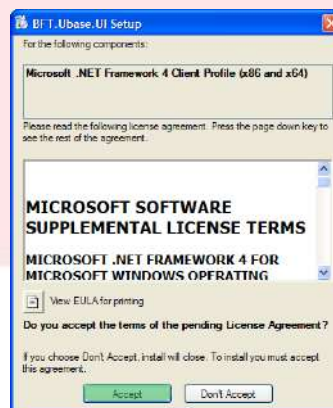 BFT.Ubase.UI Setup
For the following components:
Microsoft .NET Framework 4 Client Profile (x86 and x64)
Please read the following license agreement. Press the page down key to
see the rest of the agreement.
MICROSOFT SOFTWARE
SUPPLEMENTAL LICENSE TERMS
MICROSOFT .NET FRAMEWORK 4 FOR
MICROSOFT WINDOWS OPERATING
View EULA for printing
Do you accept the terms of the pending License Agreement?
If you choose Don't Accept, install will close. To install you must accept
this agreement.
Accept
Don't Accept